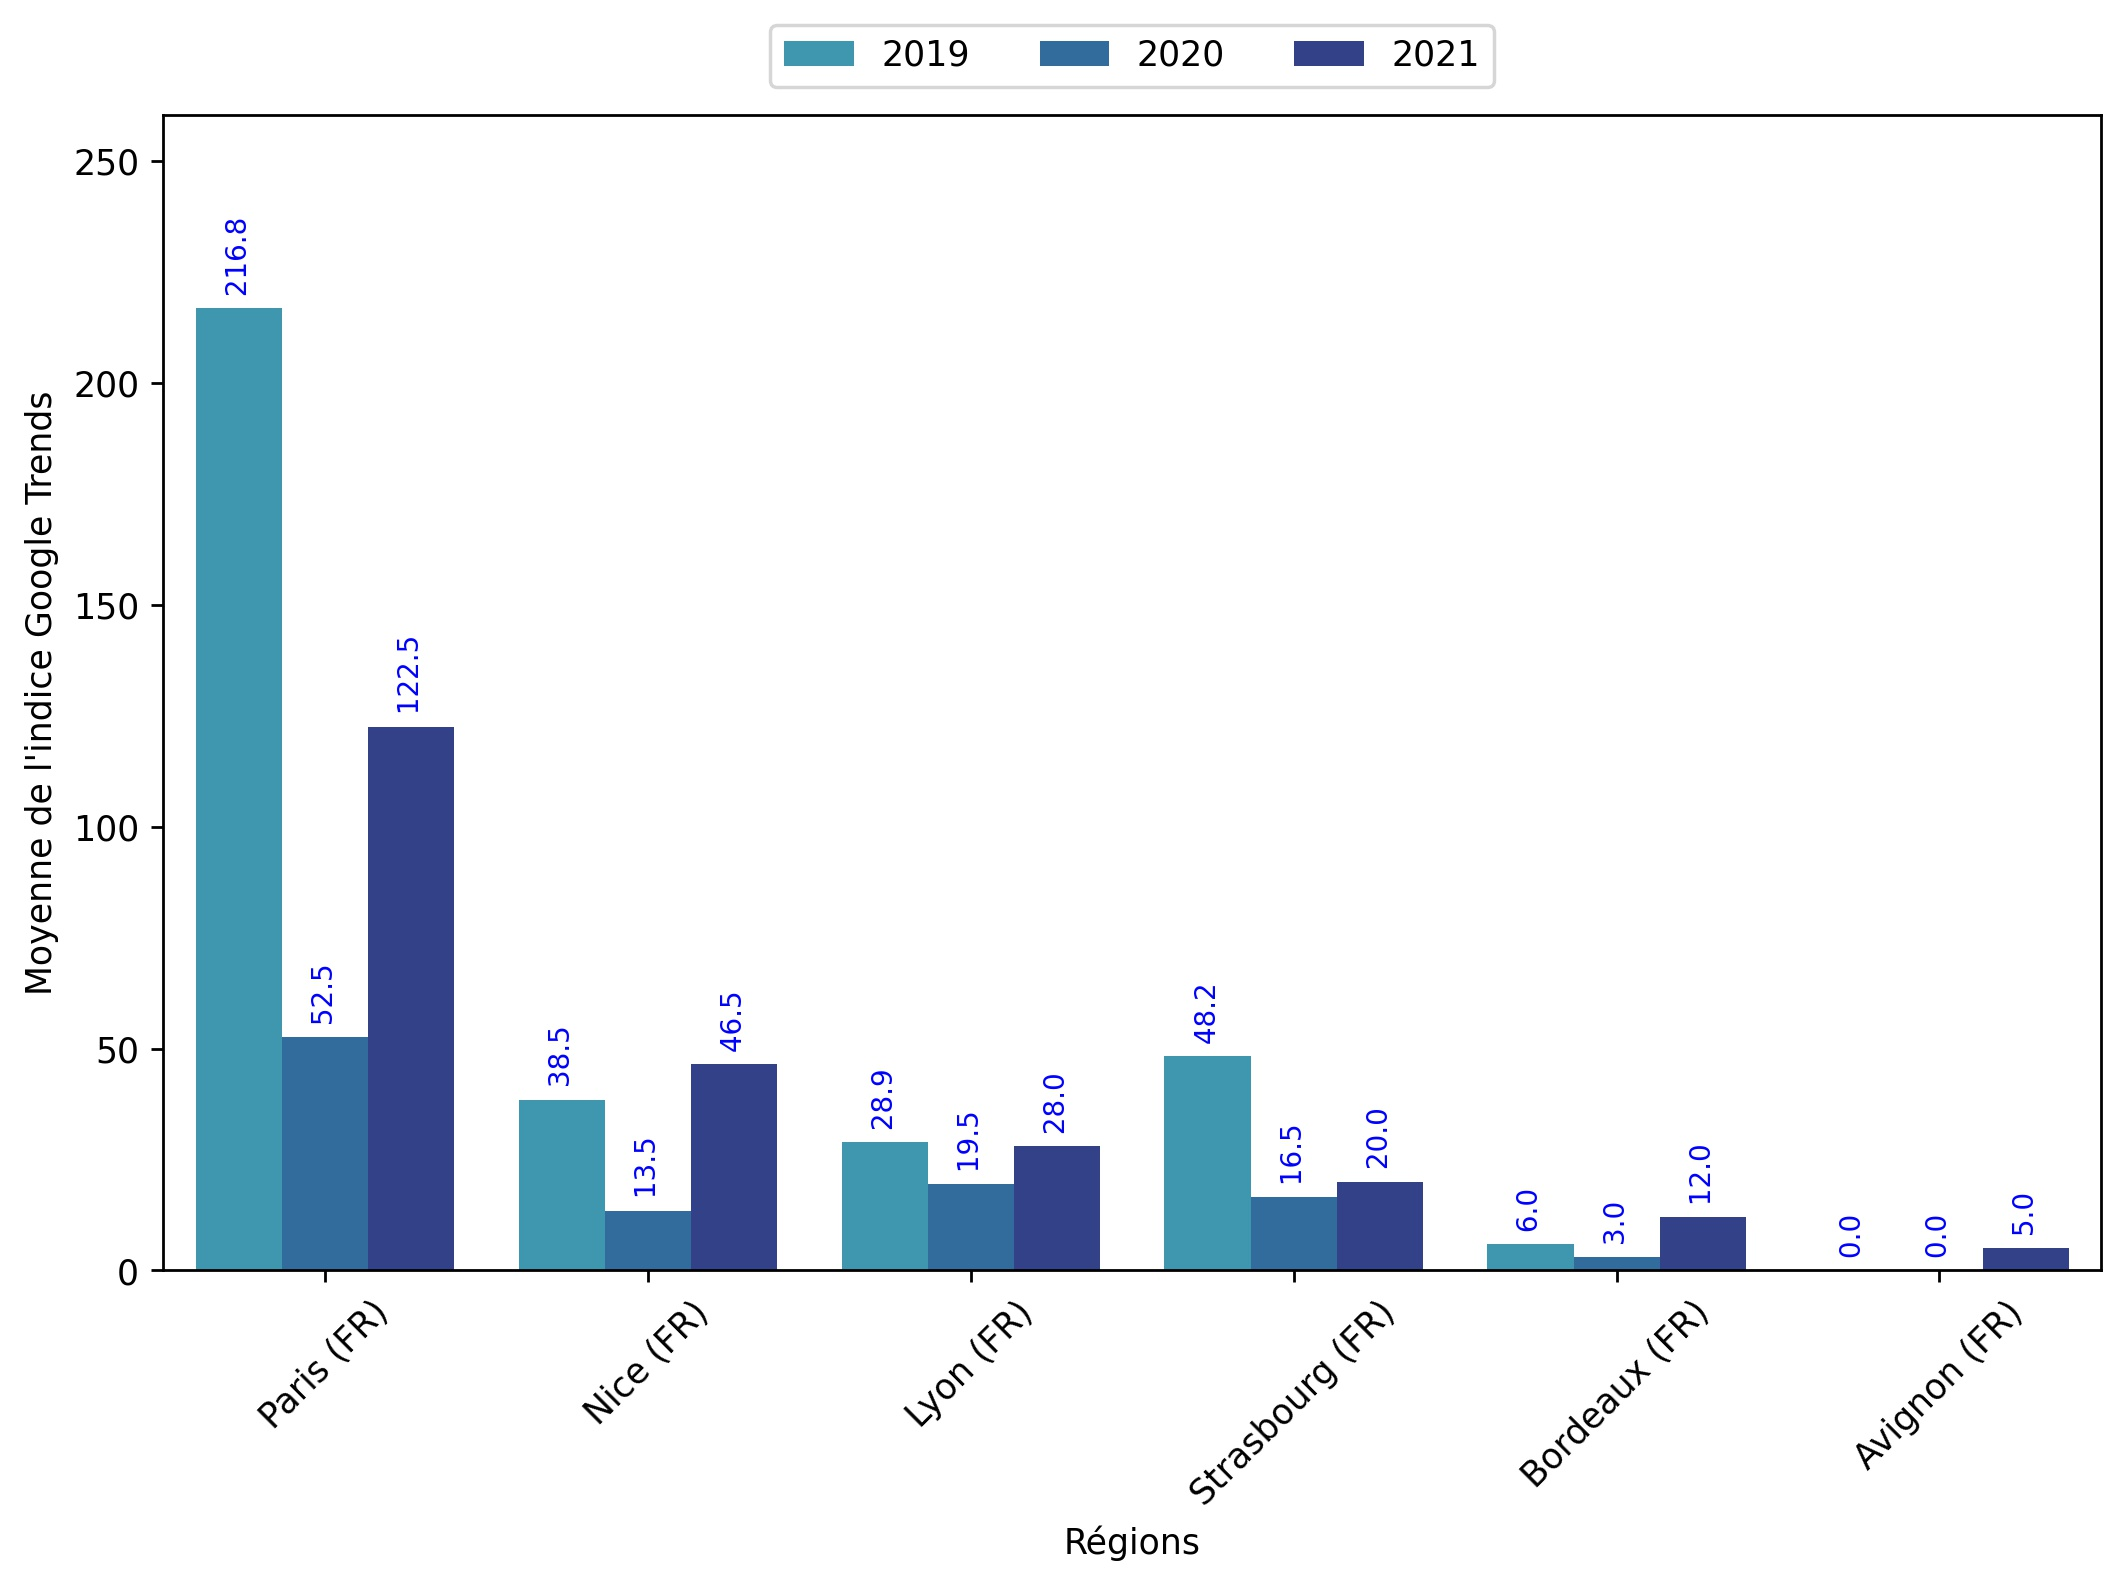 2019 2020 2021
Moyenne de l'indice Google Trends
250
200
150
100
50
0
216.8
52.5
122.5
38.5
13.5
46.5
28.9
19.5
28.0
48.2
16.5
20.0
6.0
3.0
12.0
0.0
0.0
5.0
Paris (FR)
Nice (FR)
Lyon (FR)
Strasbourg (FR)
Bordeaux (FR)
Avignon (FR)
Régions